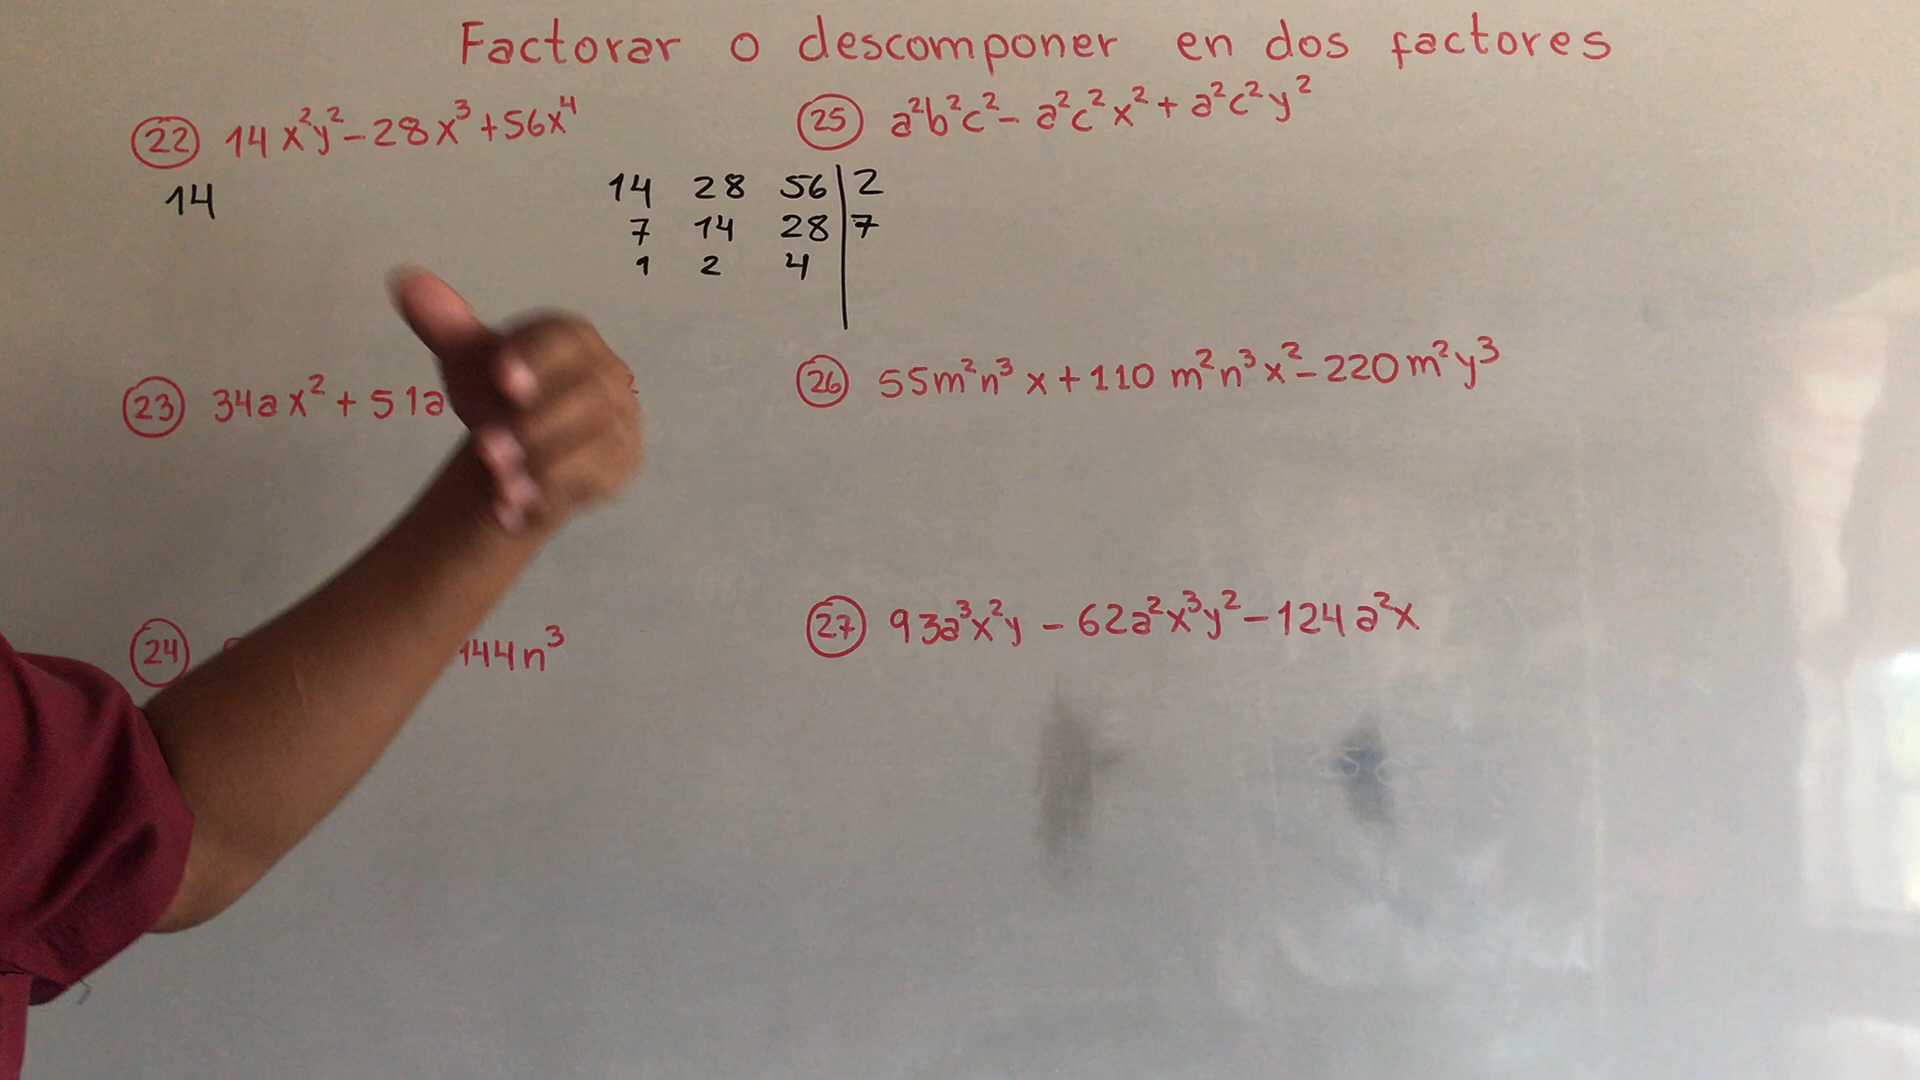 Factorar o descomponer en dos factores
22 14x²y² – 28x³ + 56x⁴
14
14 28 56 | 2
7 14 28 | 7
1 2 4
23 34ax² + 51a
24 144n³
25 a²b²c² – a²c²x² + a²c²y²
26 55m²n³x + 110m²n³x² – 220m²y³
27 93a³x²y – 62a²x³y² – 124a²x